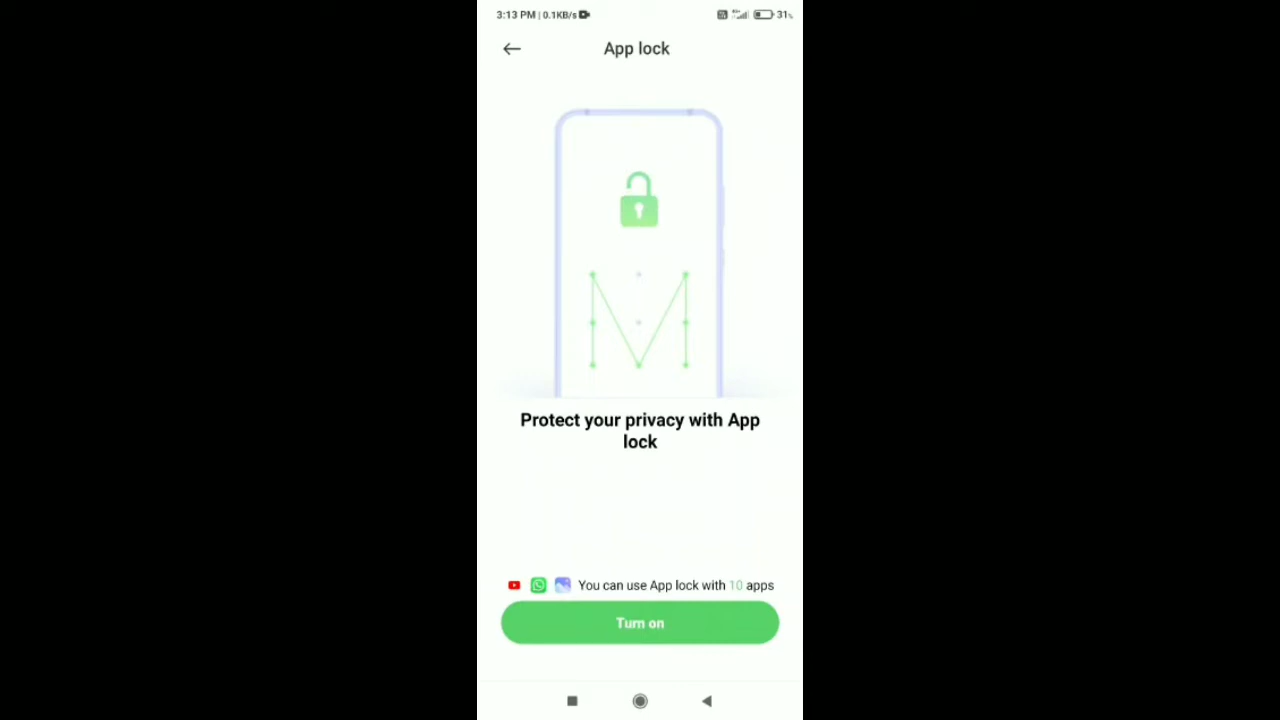 3:13 PM | 0.1KB/s 31%
App lock
Protect your privacy with App
lock
You can use App lock with 10 apps
Turn on